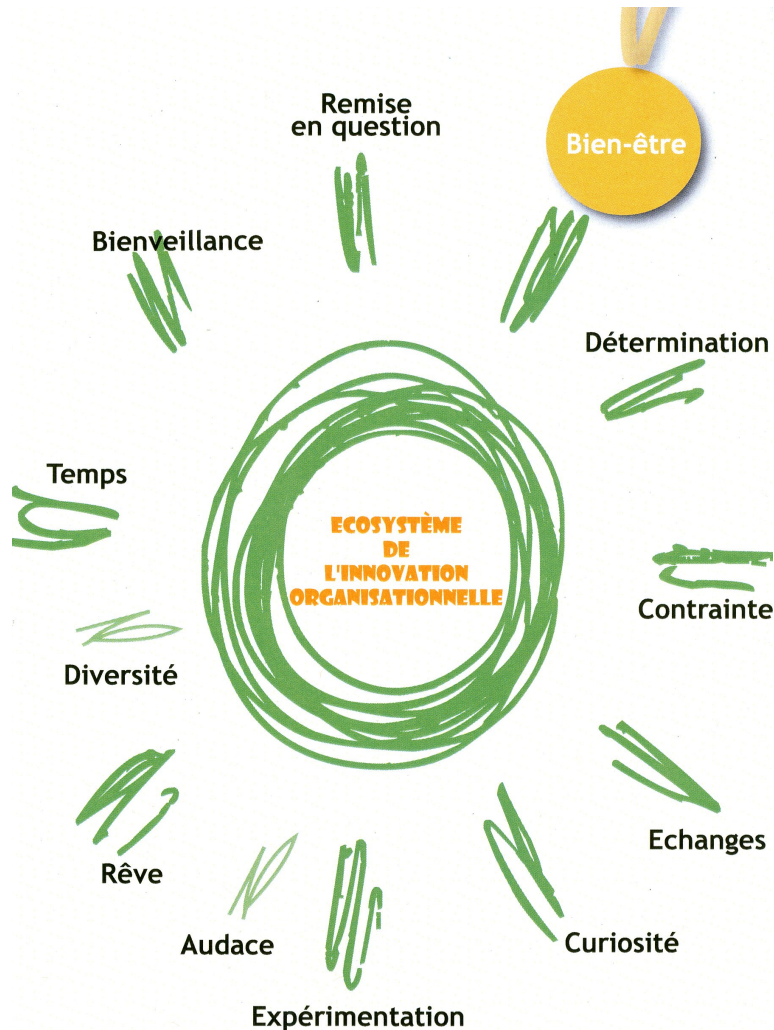 Remise
en question
Bien-être
Bienveillance
Détermination
Temps
ECOSYSTÈME
DE
L'INNOVATION
ORGANISATIONNELLE
Contrainte
Diversité
Echanges
Rêve
Audace
Curiosité
Expérimentation